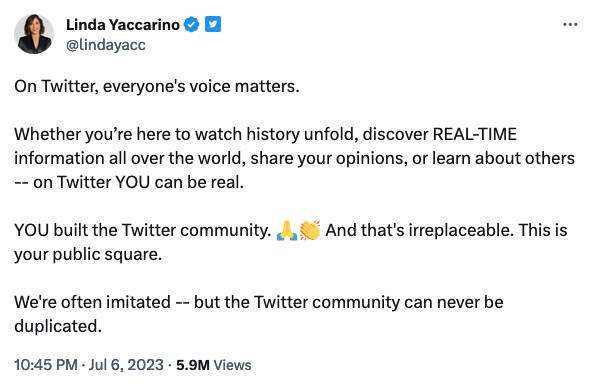 Linda Yaccarino
@lindayacc
On Twitter, everyone's voice matters.
Whether you’re here to watch history unfold, discover REAL-TIME
information all over the world, share your opinions, or learn about others
-- on Twitter YOU can be real.
YOU built the Twitter community. 🙏👏 And that's irreplaceable. This is
your public square.
We're often imitated -- but the Twitter community can never be
duplicated.
10:45 PM · Jul 6, 2023 · 5.9M Views